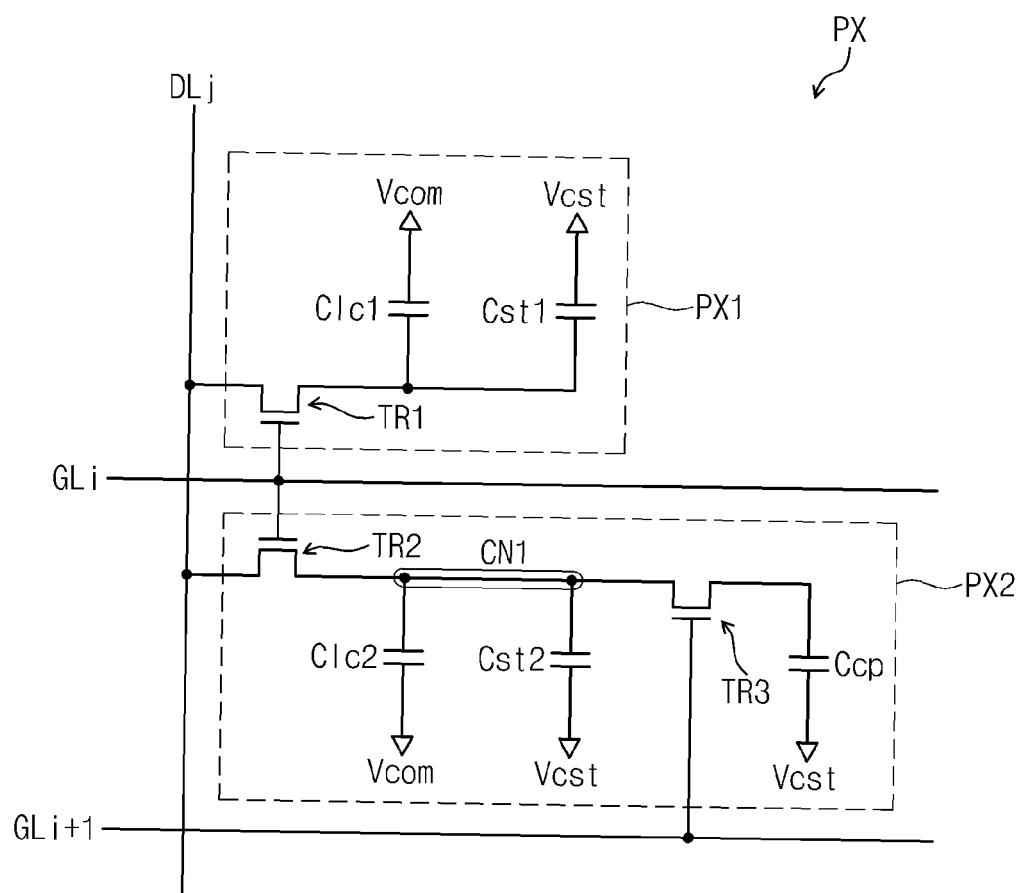 PX
DLj
Vcom
Vcst
Clc1
Cst1
PX1
TR1
GLi
TR2
CN1
PX2
Clc2
Cst2
TR3
Ccp
Vcom
Vcst
Vcst
GLi+1